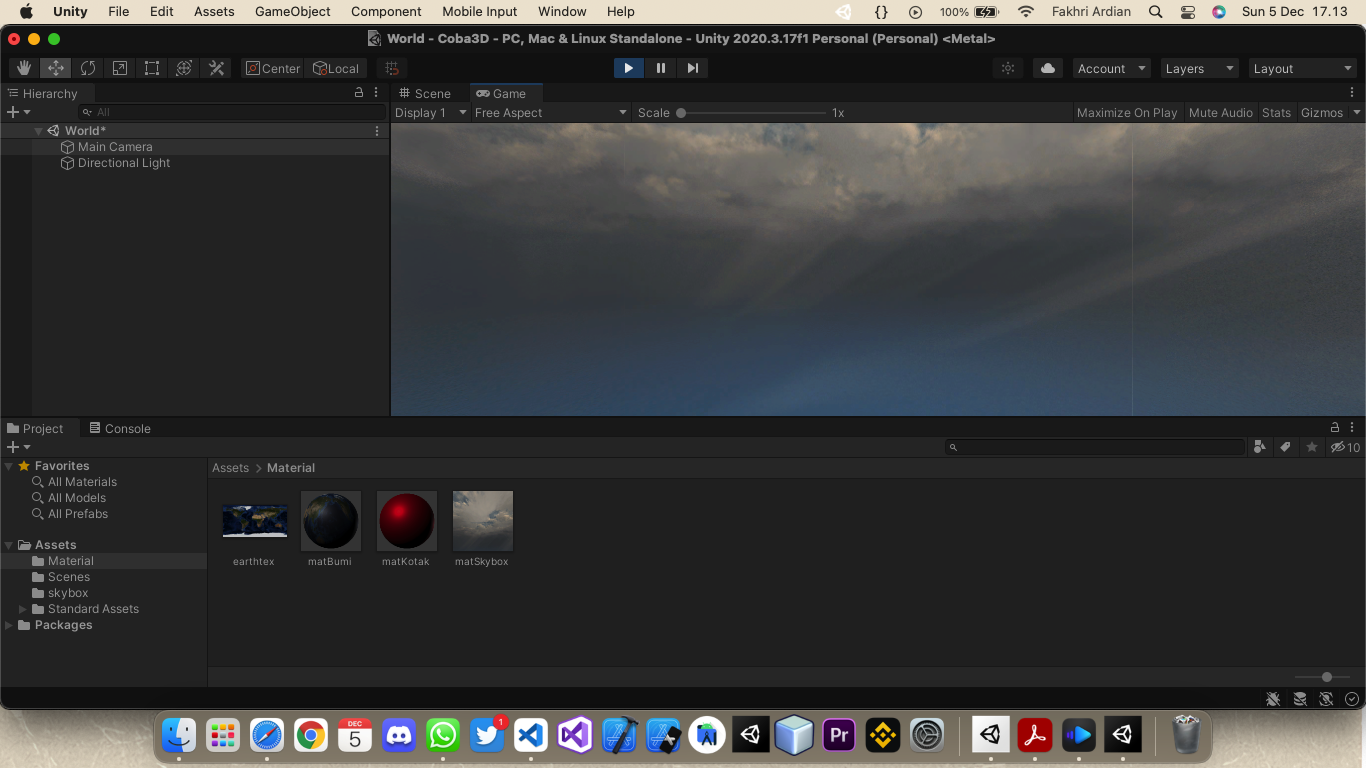 Unity File Edit Assets GameObject Component Mobile Input Window Help {} 100% Fakhri Ardian Sun 5 Dec 17.13
World - Coba3D - PC, Mac & Linux Standalone - Unity 2020.3.17f1 Personal (Personal) <Metal>
Center Local Account Layers Layout
Hierarchy Scene Game
All Display 1 Free Aspect Scale 1x Maximize On Play Mute Audio Stats Gizmos
World*
Main Camera
Directional Light
Project Console
10
Favorites Assets > Material
All Materials
All Models
All Prefabs
Assets
Material earthtex matBumi matKotak matSkybox
Scenes
skybox
Standard Assets
Packages
DEC
5
1
Pr